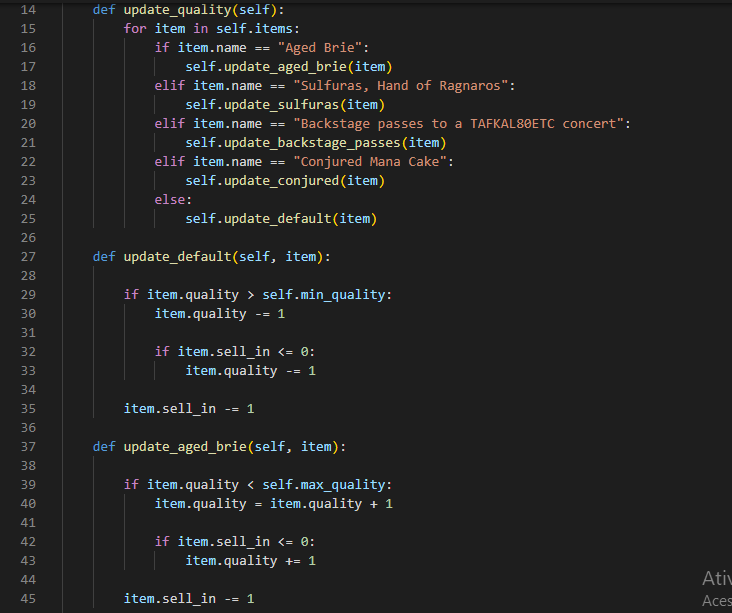 14 def update_quality(self):
15 for item in self.items:
16 if item.name == "Aged Brie":
17 self.update_aged_brie(item)
18 elif item.name == "Sulfuras, Hand of Ragnaros":
19 self.update_sulfuras(item)
20 elif item.name == "Backstage passes to a TAFKAL80ETC concert":
21 self.update_backstage_passes(item)
22 elif item.name == "Conjured Mana Cake":
23 self.update_conjured(item)
24 else:
25 self.update_default(item)
26
27 def update_default(self, item):
28
29 if item.quality > self.min_quality:
30 item.quality -= 1
31
32 if item.sell_in <= 0:
33 item.quality -= 1
34
35 item.sell_in -= 1
36
37 def update_aged_brie(self, item):
38
39 if item.quality < self.max_quality:
40 item.quality = item.quality + 1
41
42 if item.sell_in <= 0:
43 item.quality += 1
44
45 item.sell_in -= 1